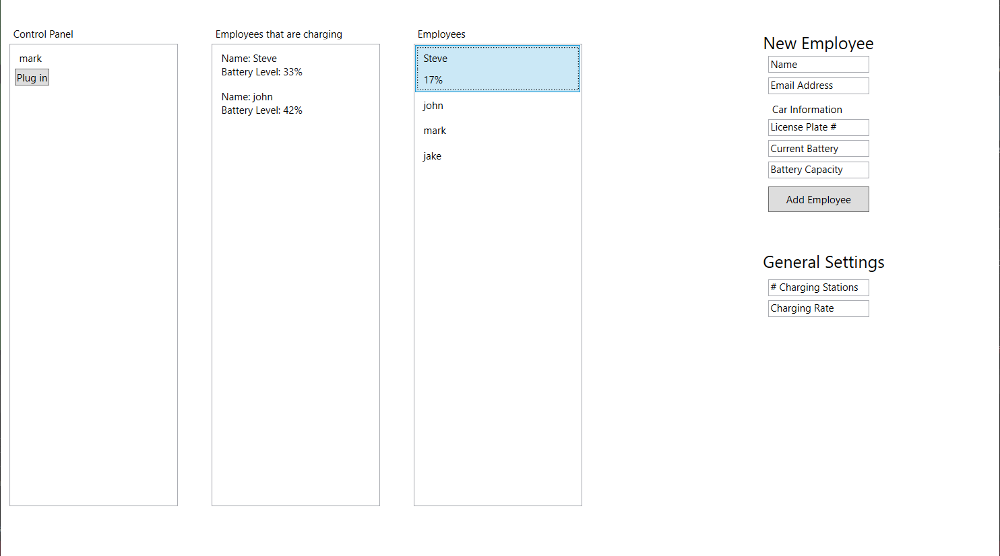 Control Panel
mark
Plug in
Employees that are charging
Name: Steve
Battery Level: 33%
Name: john
Battery Level: 42%
Employees
Steve
17%
john
mark
jake
New Employee
Name
Email Address
Car Information
License Plate #
Current Battery
Battery Capacity
Add Employee
General Settings
# Charging Stations
Charging Rate